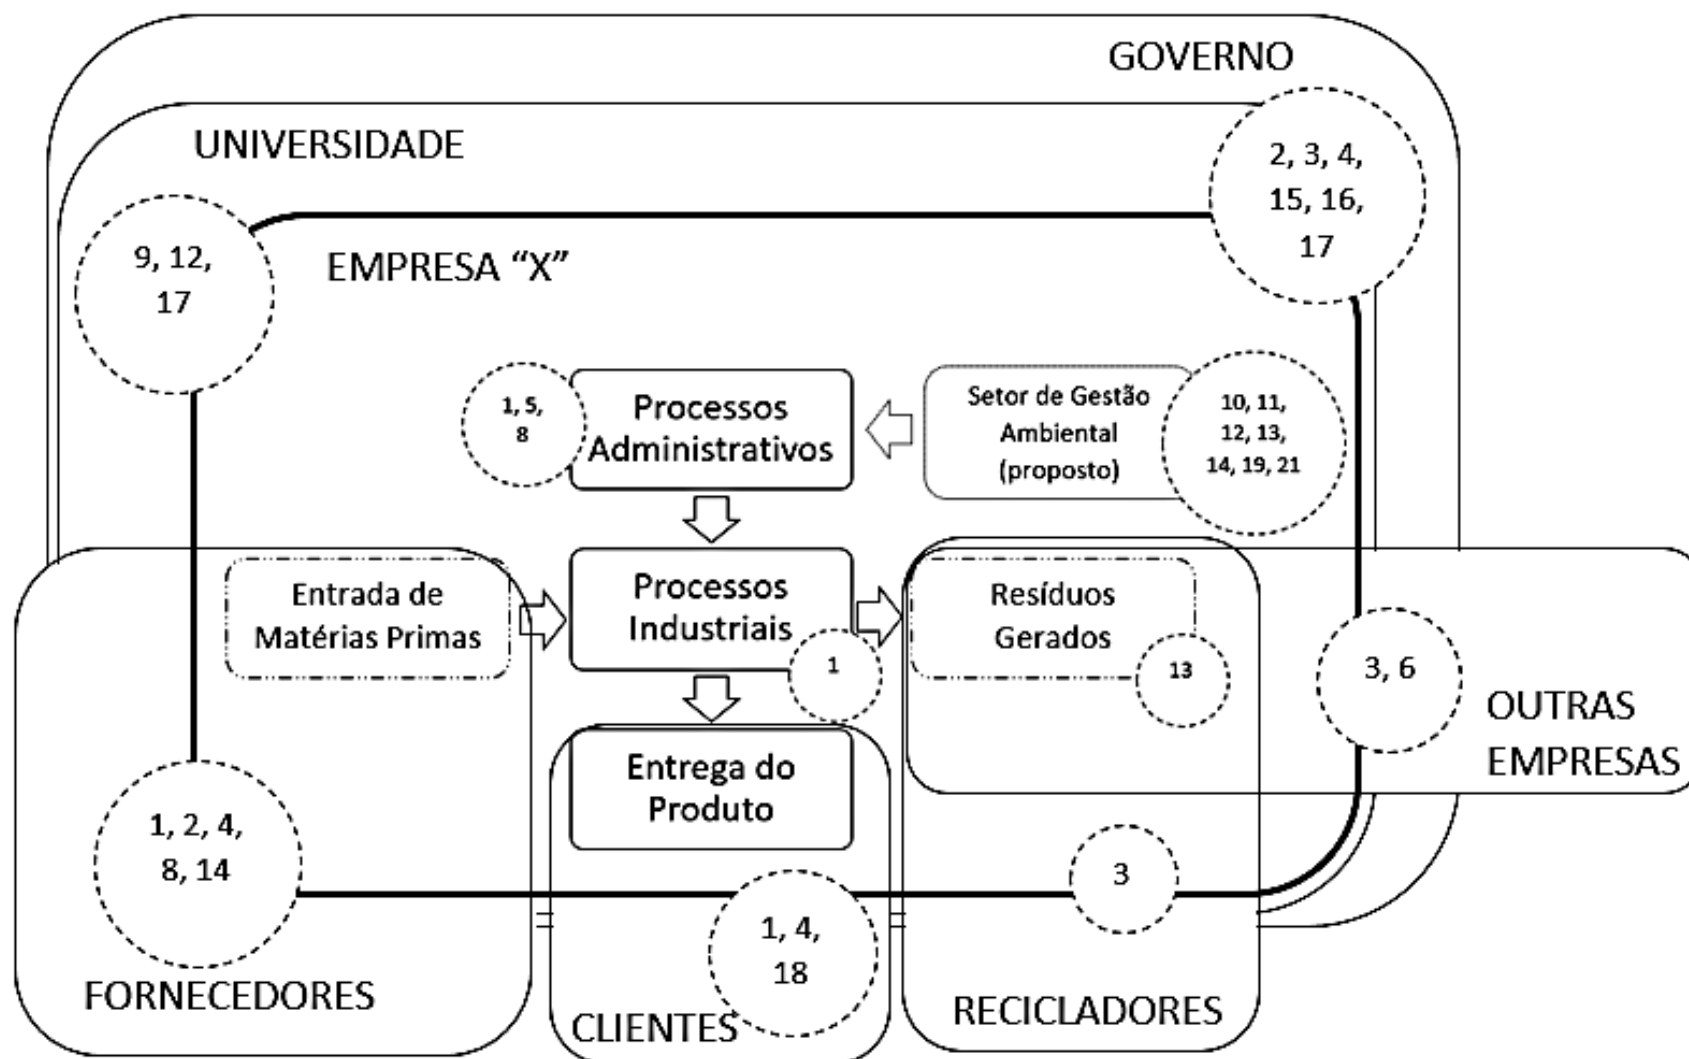 GOVERNO
UNIVERSIDADE
2, 3, 4,
15, 16,
17
9, 12,
17
EMPRESA “X”
1, 5,
8
Processos
Administrativos
Setor de Gestão
Ambiental
(proposto)
10, 11,
12, 13,
14, 19, 21
Entrada de
Matérias Primas
Processos
Industriais
1
Resíduos
Gerados
13
3, 6
OUTRAS
EMPRESAS
Entrega do
Produto
1, 2, 4,
8, 14
3
1, 4,
18
FORNECEDORES
CLIENTES
RECICLADORES